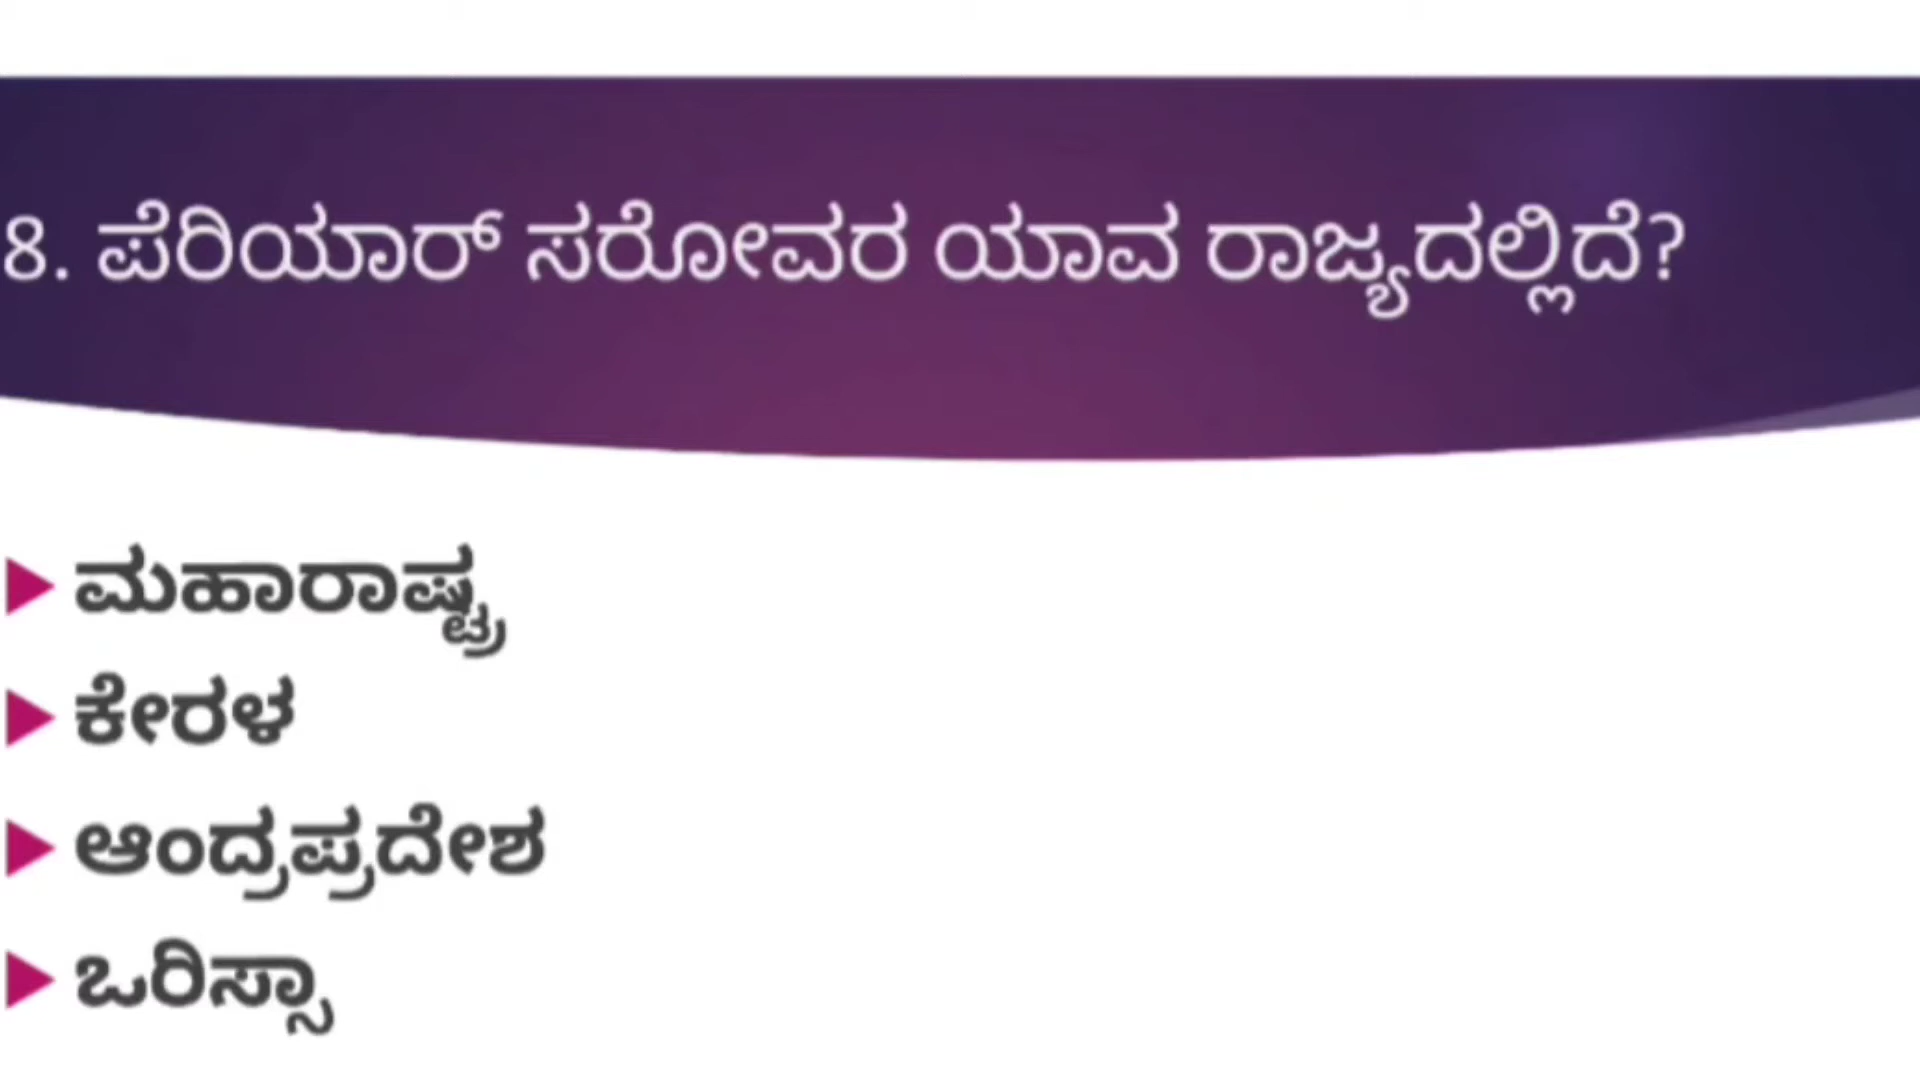 8. ಪೆರಿಯಾರ್ ಸರೋವರ ಯಾವ ರಾಜ್ಯದಲ್ಲಿದೆ?
ಮಹಾರಾಷ್ಟ್ರ
ಕೇರಳ
ಆಂದ್ರಪ್ರದೇಶ
ಒರಿಸ್ಸಾ